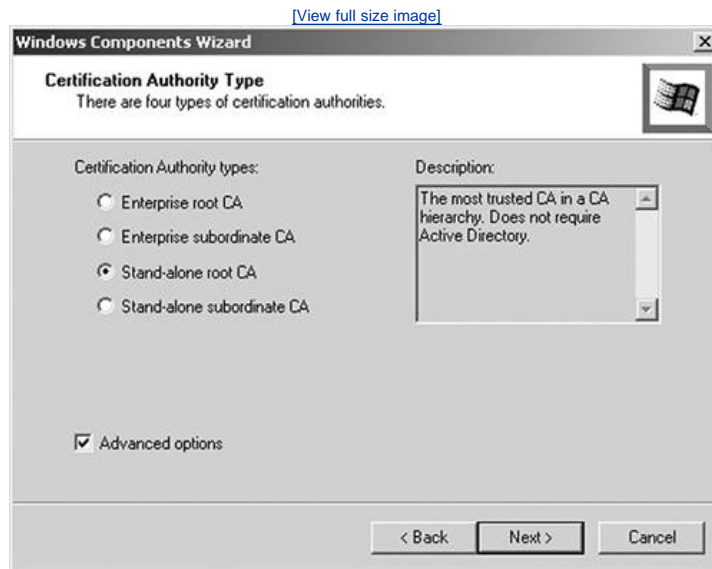 [View full size image]
Windows Components Wizard
Certification Authority Type
There are four types of certification authorities.
Certification Authority types:
Enterprise root CA
Enterprise subordinate CA
Stand-alone root CA
Stand-alone subordinate CA
Description:
The most trusted CA in a CA
hierarchy. Does not require
Active Directory.
Advanced options
< Back
Next >
Cancel